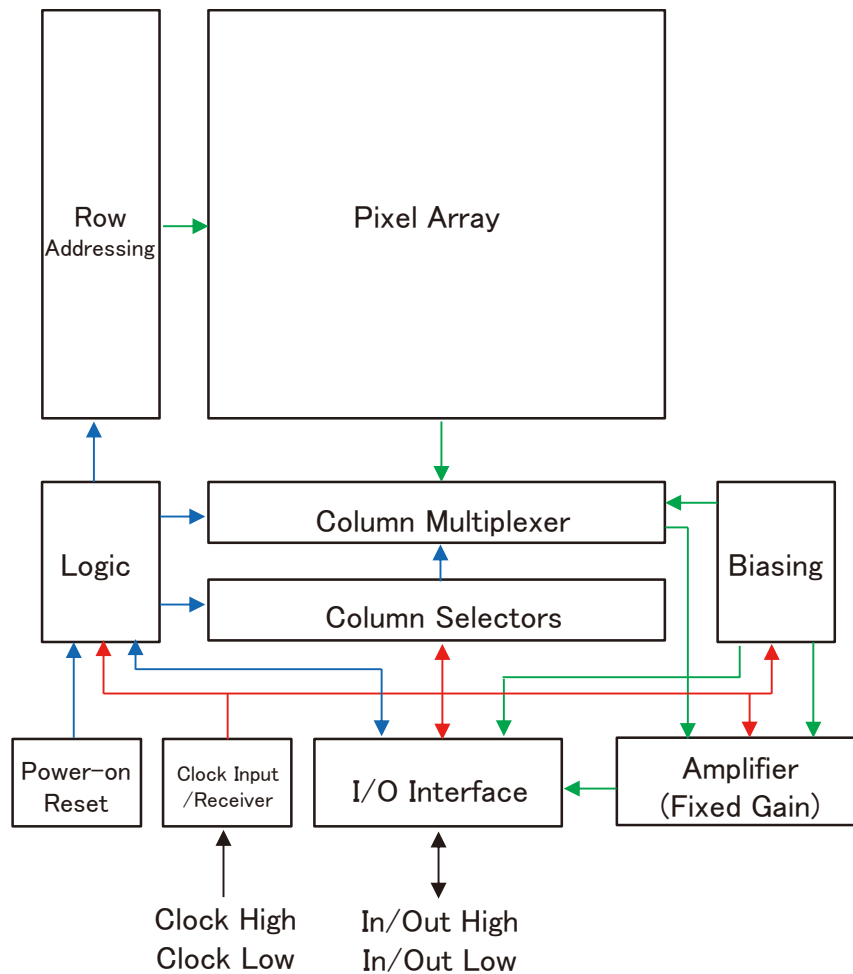 Row
Addressing
Pixel Array
Column Multiplexer
Logic
Biasing
Column Selectors
Power-on
Reset
Clock Input
/Receiver
I/O Interface
Amplifier
(Fixed Gain)
Clock High
Clock Low
In/Out High
In/Out Low